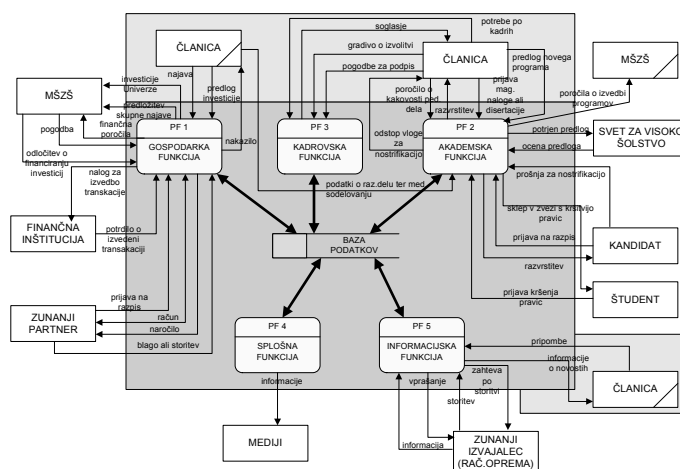 potrebe po
kadrih
soglasje
ČLANICA
najava
predlog
investicije
gradivo o izvolitvi
pogodbe za podpis
ČLANICA
predlog novega
programa
MŠZŠ
MŠZŠ
investicije
Univerze
predložitev
skupne najave
finančna
poročila
pogodba
odločitev o
financiranju
investicij
poročilo o
kakovosti ped.
dela
razvrstitev
prijava
mag.
naloge ali
disertacije
poročila o izvedbi
programov
PF 1
GOSPODARKA
FUNKCIJA
nakazilo
PF 3
KADROVSKA
FUNKCIJA
odstop vloge
za
nostrifikacijo
PF 2
AKADEMSKA
FUNKCIJA
potrjen predlog
ocena predloga
SVET ZA VISOKO
ŠOLSTVO
prošnja za nostrifikacijo
nalog za
izvedbo
transkacije
podatki o raz.delu ter med.
sodelovanju
sklep v zvezi s kršitvijo
pravic
FINANČNA
INŠTITUCIJA
potrdilo o
izvedeni
transakaciji
BAZA
PODATKOV
prijava na razpis
razvrstitev
KANDIDAT
prijava kršenja
pravic
ŠTUDENT
ZUNANJI
PARTNER
prijava na
razpis
račun
naročilo
blago ali storitev
PF 4
SPLOŠNA
FUNKCIJA
PF 5
INFORMACIJSKA
FUNKCIJA
pripombe
informacije
o novostih
informacije
vprašanje
zahteva
po
storitvi
storitev
ČLANICA
MEDIJI
informacija
ZUNANJI
IZVAJALEC
(RAČ.OPREMA)